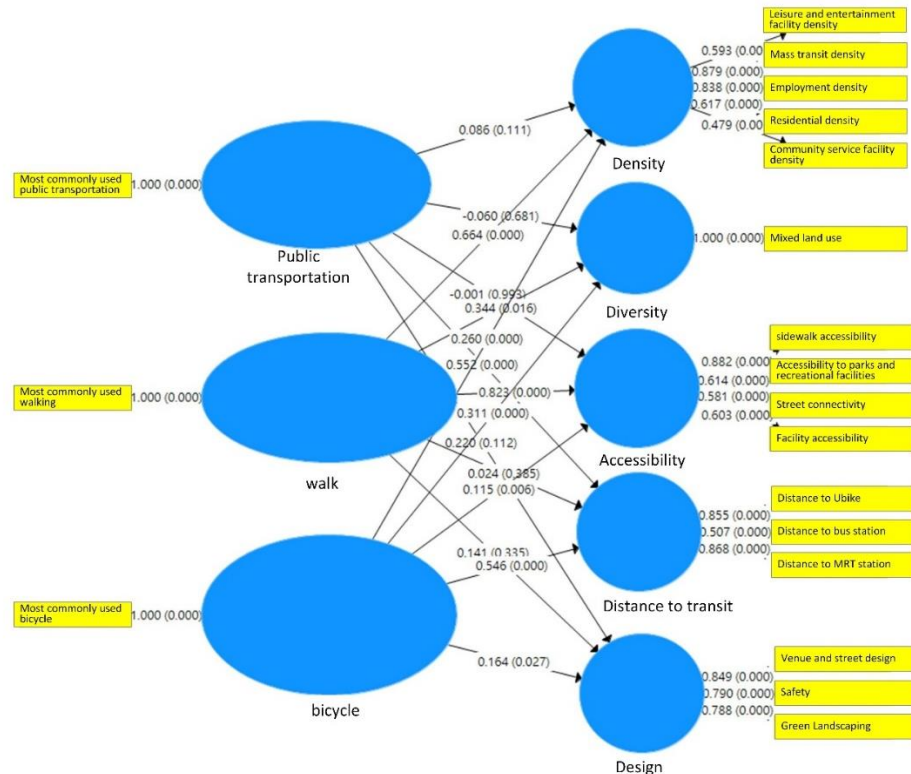 Most commonly used
public transportation
1.000 (0.000)
Public
transportation
Most commonly used
walking
1.000 (0.000)
walk
Most commonly used
bicycle
1.000 (0.000)
bicycle
0.086 (0.111)
-0.060 (0.681)
0.664 (0.000)
-0.001 (0.993)
0.344 (0.016)
0.260 (0.000)
0.552 (0.000)
0.823 (0.000)
0.311 (0.000)
0.220 (0.112)
0.024 (0.385)
0.115 (0.006)
0.141 (0.335)
0.546 (0.000)
0.164 (0.027)
Density
0.593 (0.00
0.879 (0.000)
0.838 (0.000)
0.617 (0.000)
0.479 (0.00
Leisure and entertainment
facility density
Mass transit density
Employment density
Residential density
Community service facility
density
Diversity
1.000 (0.000)
Mixed land use
Accessibility
0.882 (0.000
0.614 (0.000)
0.581 (0.000)
0.603 (0.000
sidewalk accessibility
Accessibility to parks and
recreational facilities
Street connectivity
Facility accessibility
Distance to transit
0.855 (0.000)
0.507 (0.000)
0.868 (0.000)
Distance to Ubike
Distance to bus station
Distance to MRT station
Design
0.849 (0.000)
0.790 (0.000)
0.788 (0.000)
Venue and street design
Safety
Green Landscaping